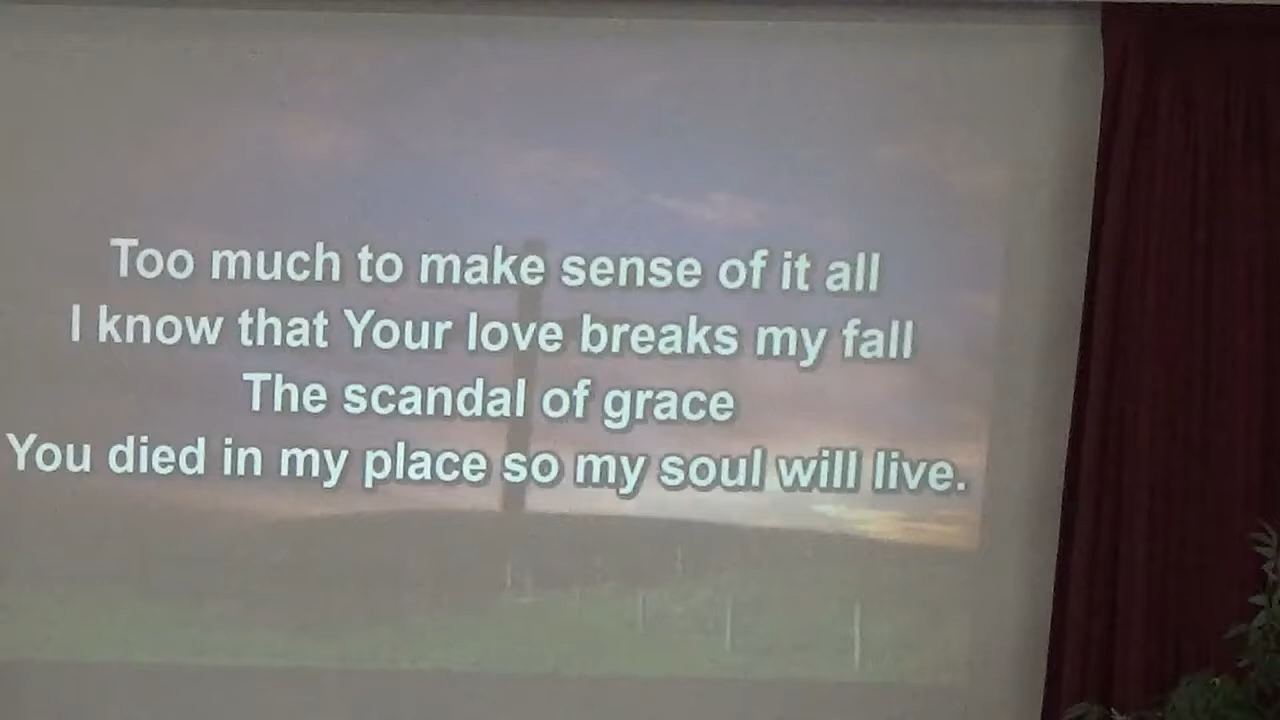 Too much to make sense of it all
I know that Your love breaks my fall
The scandal of grace
You died in my place so my soul will live.